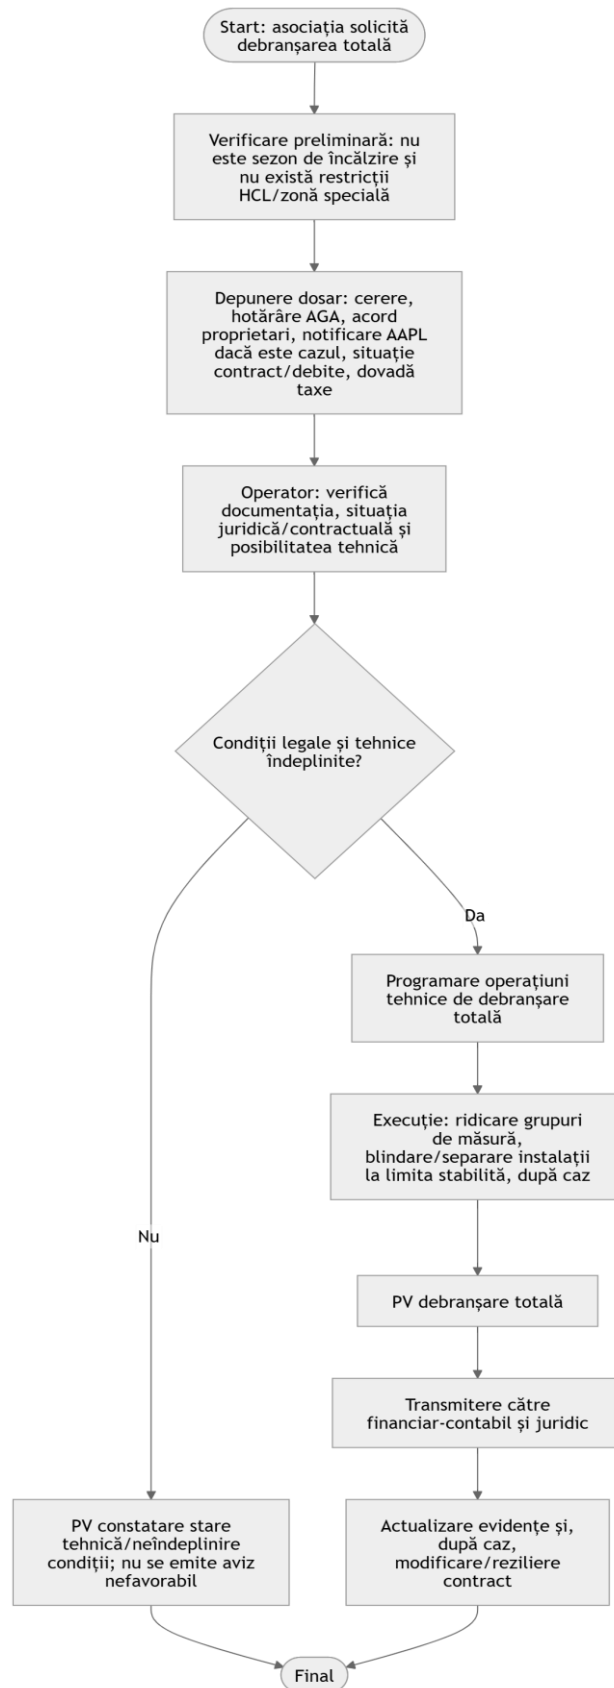 Start: asociația solicită
debranșarea totală
Verificare preliminară: nu
este sezon de încălzire și
nu există restricții
HCL/zonă specială
Depunere dosar: cerere,
hotărâre AGA, acord
proprietari, notificare AAPL
dacă este cazul, situație
contract/debite, dovadă
taxe
Operator: verifică
documentația, situația
juridică/contractuală și
posibilitatea tehnică
Condiții legale și tehnice
îndeplinite?
Da
Programare operațiuni
tehnice de debranșare
totală
Execuție: ridicare grupuri
de măsură,
blindare/separare instalații
la limita stabilită, după caz
Nu
PV debranșare totală
Transmitere către
financiar-contabil și juridic
PV constatare stare
tehnică/neîndeplinire
condiții; nu se emite aviz
nefavorabil
Actualizare evidențe și,
după caz,
modificare/reziliere
contract
Final